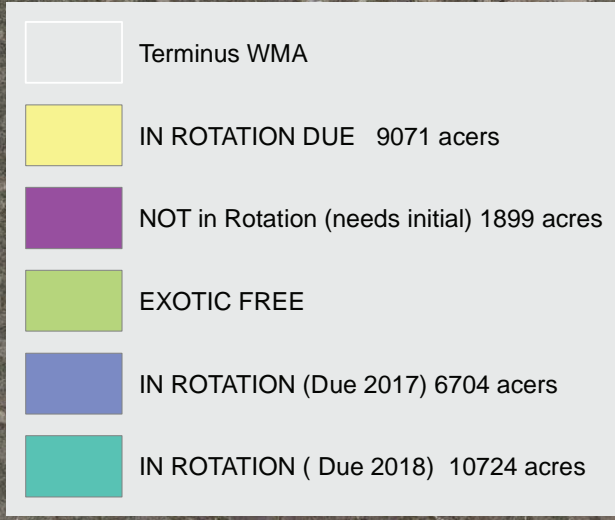 Terminus WMA
IN ROTATION DUE   9071 acers
NOT in Rotation (needs initial) 1899 acres
EXOTIC FREE
IN ROTATION (Due 2017) 6704 acers
IN ROTATION ( Due 2018)  10724 acres